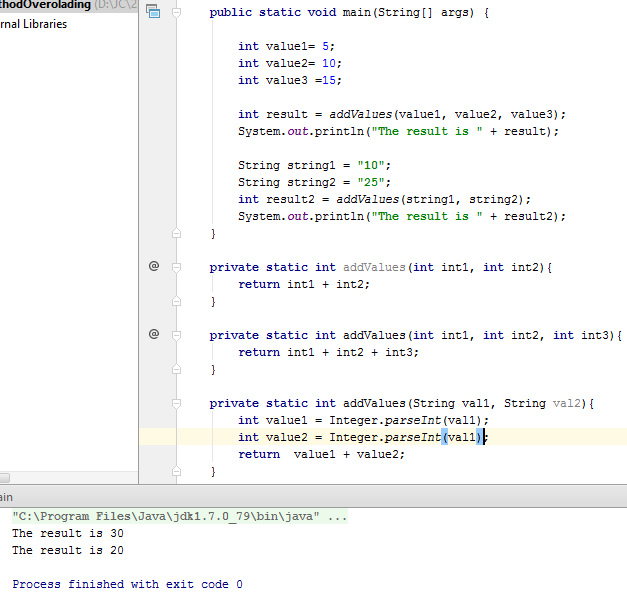 thodOverolading (D:\JC\2
rnal Libraries
public static void main(String[] args) {
int value1= 5;
int value2= 10;
int value3 =15;
int result = addValues(value1, value2, value3);
System.out.println("The result is " + result);
String string1 = "10";
String string2 = "25";
int result2 = addValues(string1, string2);
System.out.println("The result is " + result2);
}
@ private static int addValues(int int1, int int2){
return int1 + int2;
}
@ private static int addValues(int int1, int int2, int int3){
return int1 + int2 + int3;
}
private static int addValues(String val1, String val2){
int value1 = Integer.parseInt(val1);
int value2 = Integer.parseInt(val1);
return  value1 + value2;
}
ain
"C:\Program Files\Java\jdk1.7.0_79\bin\java" ...
The result is 30
The result is 20
Process finished with exit code 0